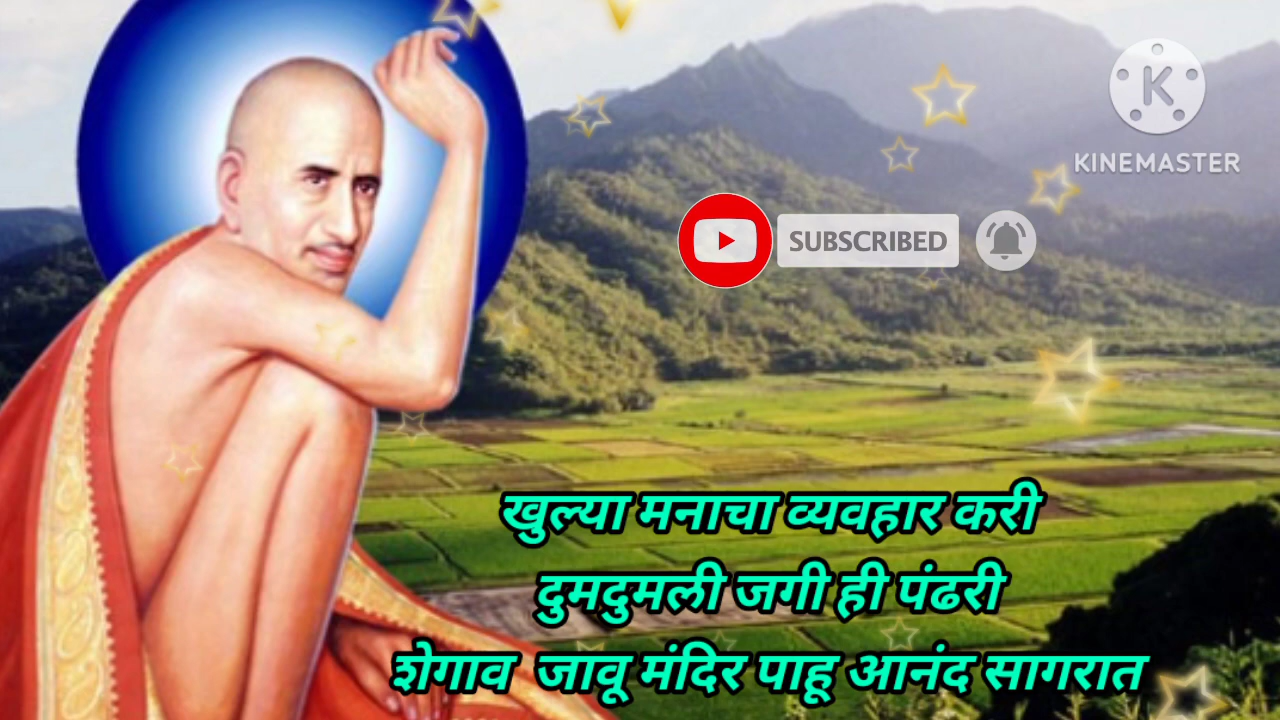 KINEMASTER
SUBSCRIBED
खुल्या मनाचा व्यवहार करी
दुमदुमली जगी ही पंढरी
शेगाव जावू मंदिर पाहू आनंद सागरात